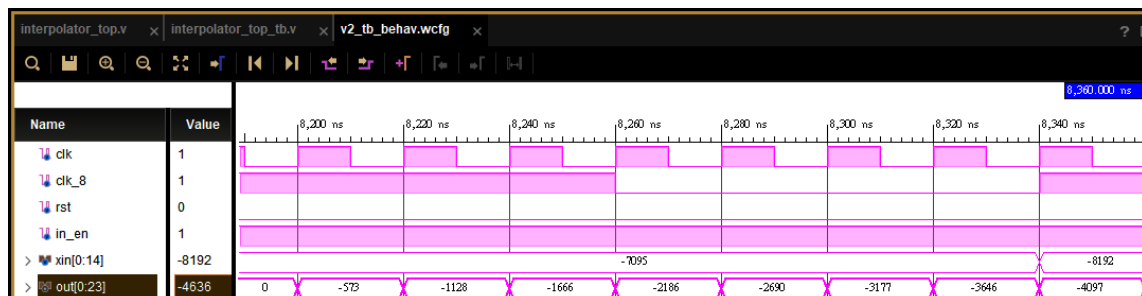 interpolator_top.v × interpolator_top_tb.v × v2_tb_behav.wcfg × ?
8,360.000 ns
Name Value
8,200 ns 8,220 ns 8,240 ns 8,260 ns 8,280 ns 8,300 ns 8,320 ns 8,340 ns
clk 1
clk_8 1
rst 0
in_en 1
> xin[0:14] -8192 -7095 -8192
> out[0:23] -4636 0 -573 -1128 -1666 -2186 -2690 -3177 -3646 -4097